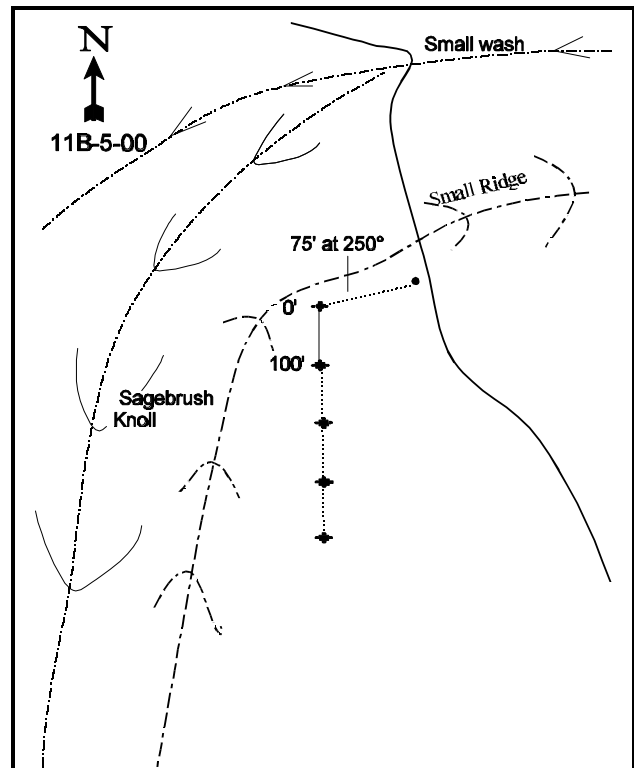 N
Small wash
11B-5-00
Small Ridge
75' at 250°
0'
100'
Sagebrush
Knoll